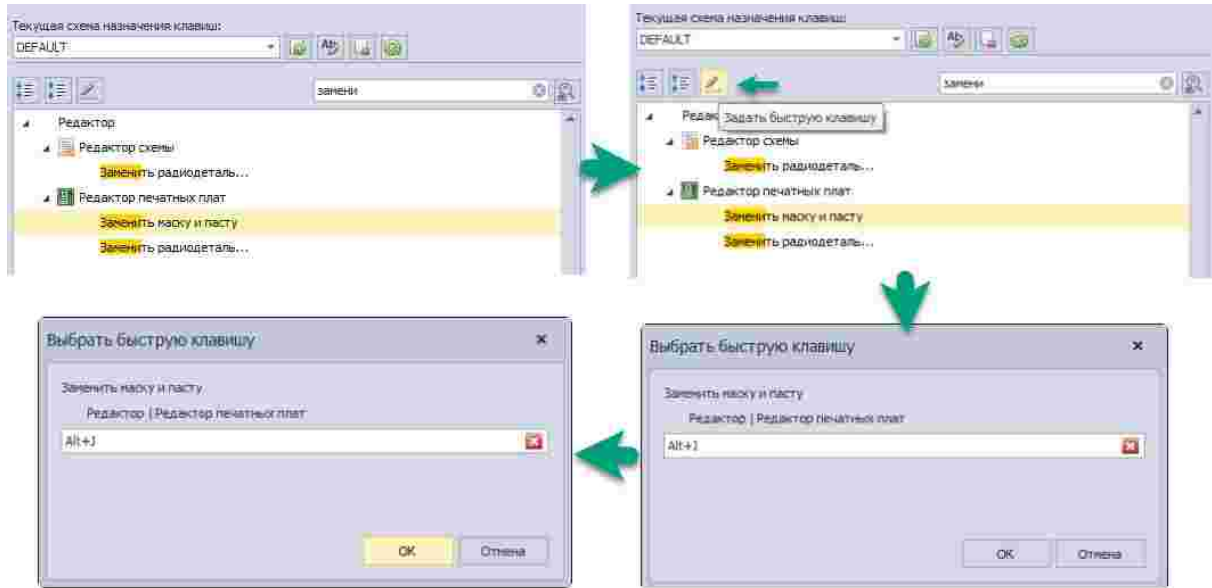 Текущая схема назначения клавиш:
DEFAULT
замени
Редактор
Редактор схемы
Заменить радиодеталь...
Редактор печатных плат
Заменить маску и пасту
Заменить радиодеталь...
Текущая схема назначения клавиш:
DEFAULT
замени
Редак
Задать быструю клавишу
Редактор схемы
Заменить радиодеталь...
Редактор печатных плат
Заменить маску и пасту
Заменить радиодеталь...
Выбрать быструю клавишу
Заменить маску и пасту
Редактор | Редактор печатных плат
Alt+J
OK Отмена
Выбрать быструю клавишу
Заменить маску и пасту
Редактор | Редактор печатных плат
Alt+J
OK Отмена